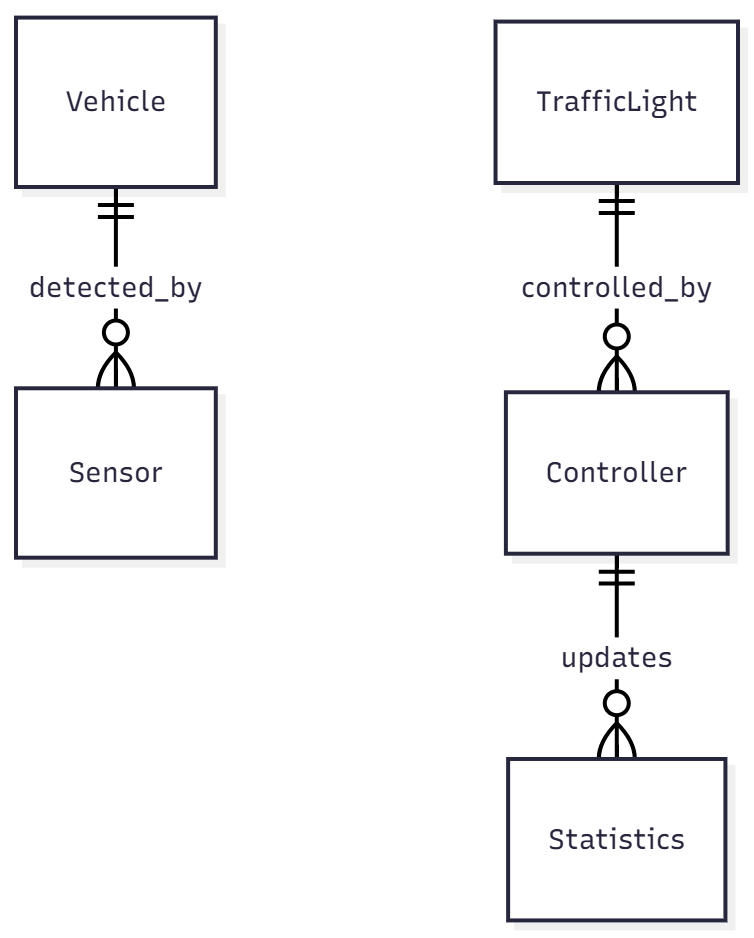 Vehicle
TrafficLight
detected_by
controlled_by
Sensor
Controller
updates
Statistics